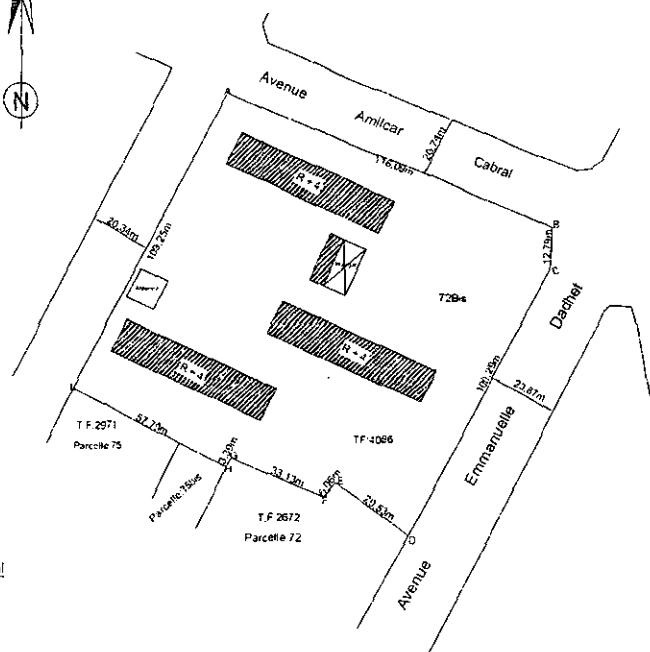 N
Avenue Amilcar Cabral
A
20,74m
116,09m
R + 4
B
12,79m
C
20,34m
109,25m
72Bis
Dadhet
R + 4
R + 4
100,29m
23,87m
T.F.2971
Parcelle 75
57,70m
TF:4086
Emmanuelle
G
H
33,13m
Parcelle 75bis
E
F
20,53m
T.F 2672
Parcelle 72
D
Avenue